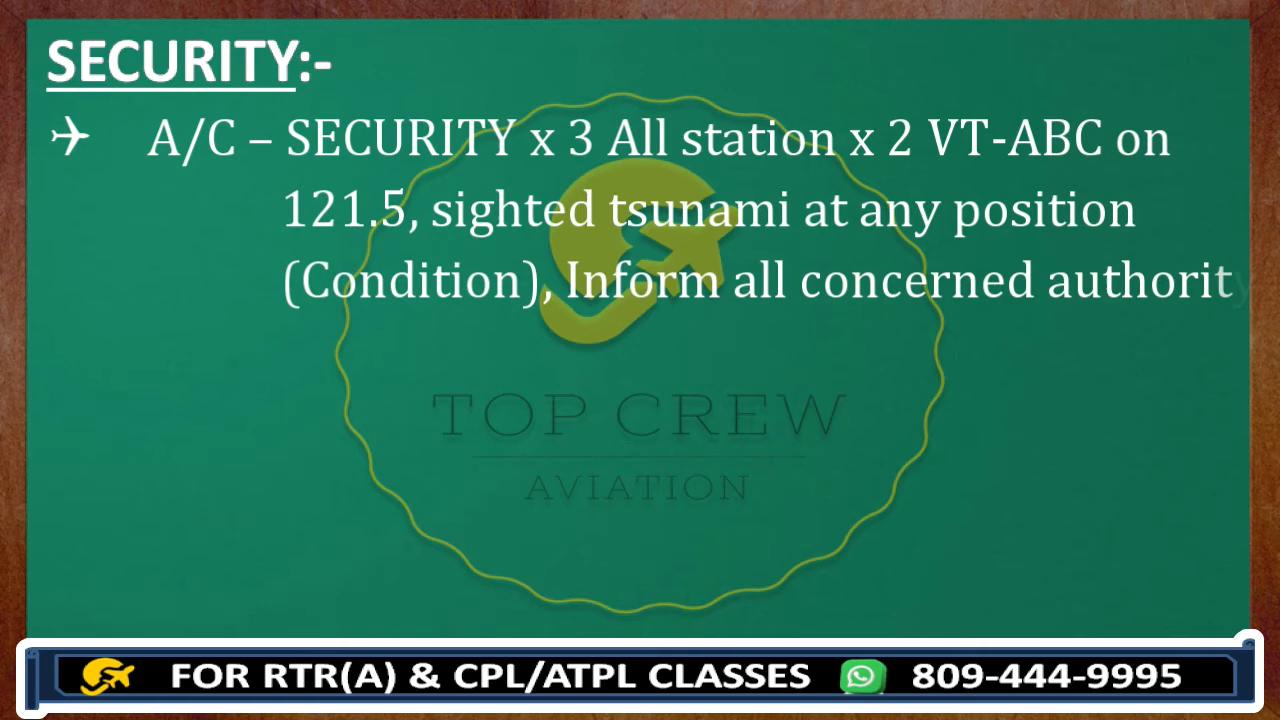 SECURITY:-
✈ A/C – SECURITY x 3 All station x 2 VT-ABC on
121.5, sighted tsunami at any position
(Condition), Inform all concerned authority
TOP CREW
AVIATION
FOR RTR(A) & CPL/ATPL CLASSES 809-444-9995